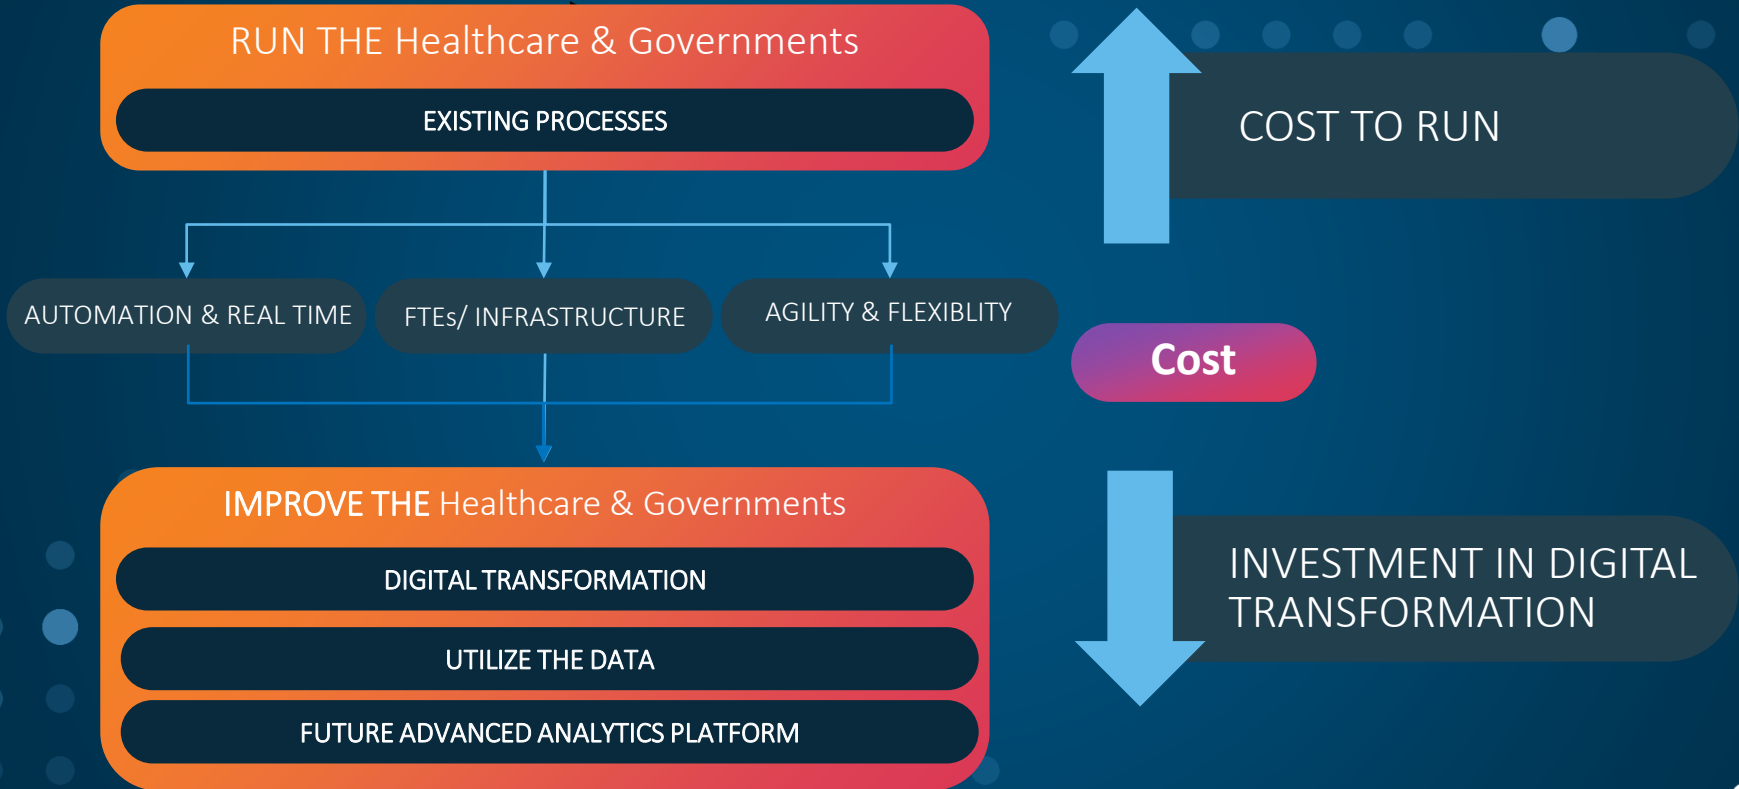 RUN THE Healthcare & Governments
EXISTING PROCESSES
COST TO RUN
AUTOMATION & REAL TIME
FTEs/ INFRASTRUCTURE
AGILITY & FLEXIBLITY
Cost
IMPROVE THE Healthcare & Governments
DIGITAL TRANSFORMATION
UTILIZE THE DATA
FUTURE ADVANCED ANALYTICS PLATFORM
INVESTMENT IN DIGITAL
TRANSFORMATION